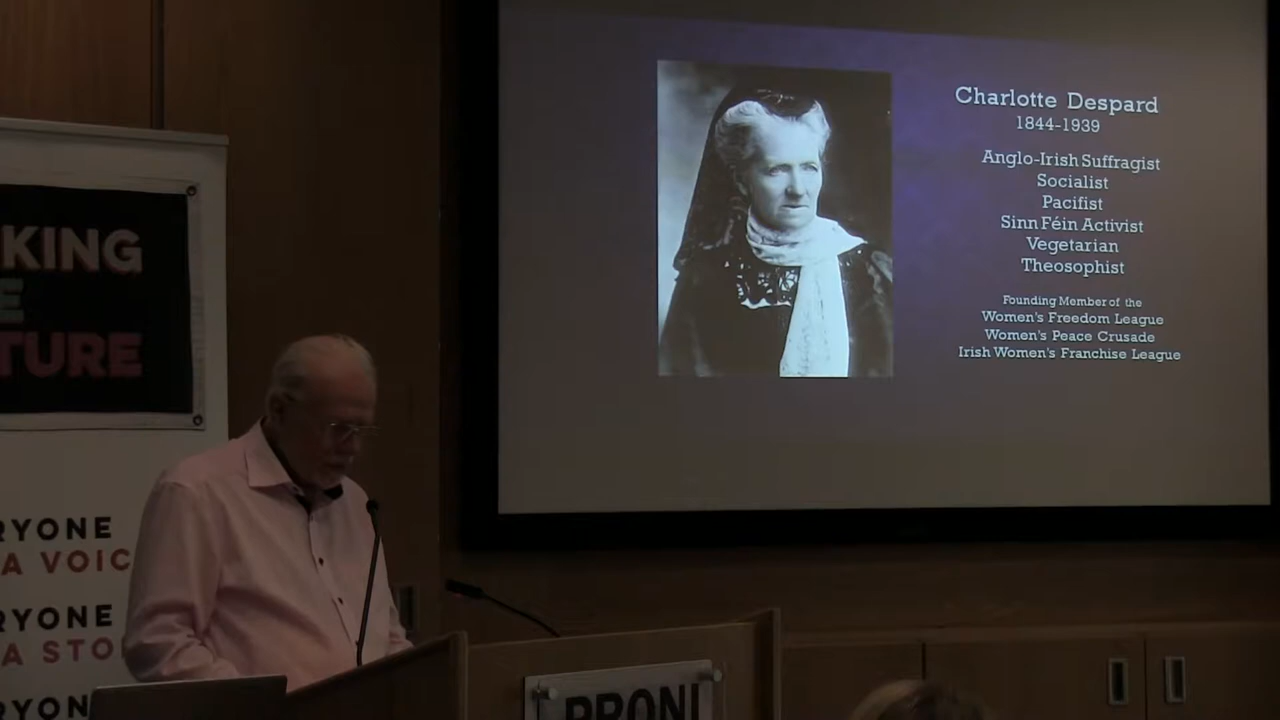 KING
E
TURE
RYONE
A VOIC
RYONE
A STO
RYON
Charlotte Despard
1844-1939
Anglo-Irish Suffragist
Socialist
Pacifist
Sinn Féin Activist
Vegetarian
Theosophist
Founding Member of the
Women's Freedom League
Women's Peace Crusade
Irish Women's Franchise League
PRONI